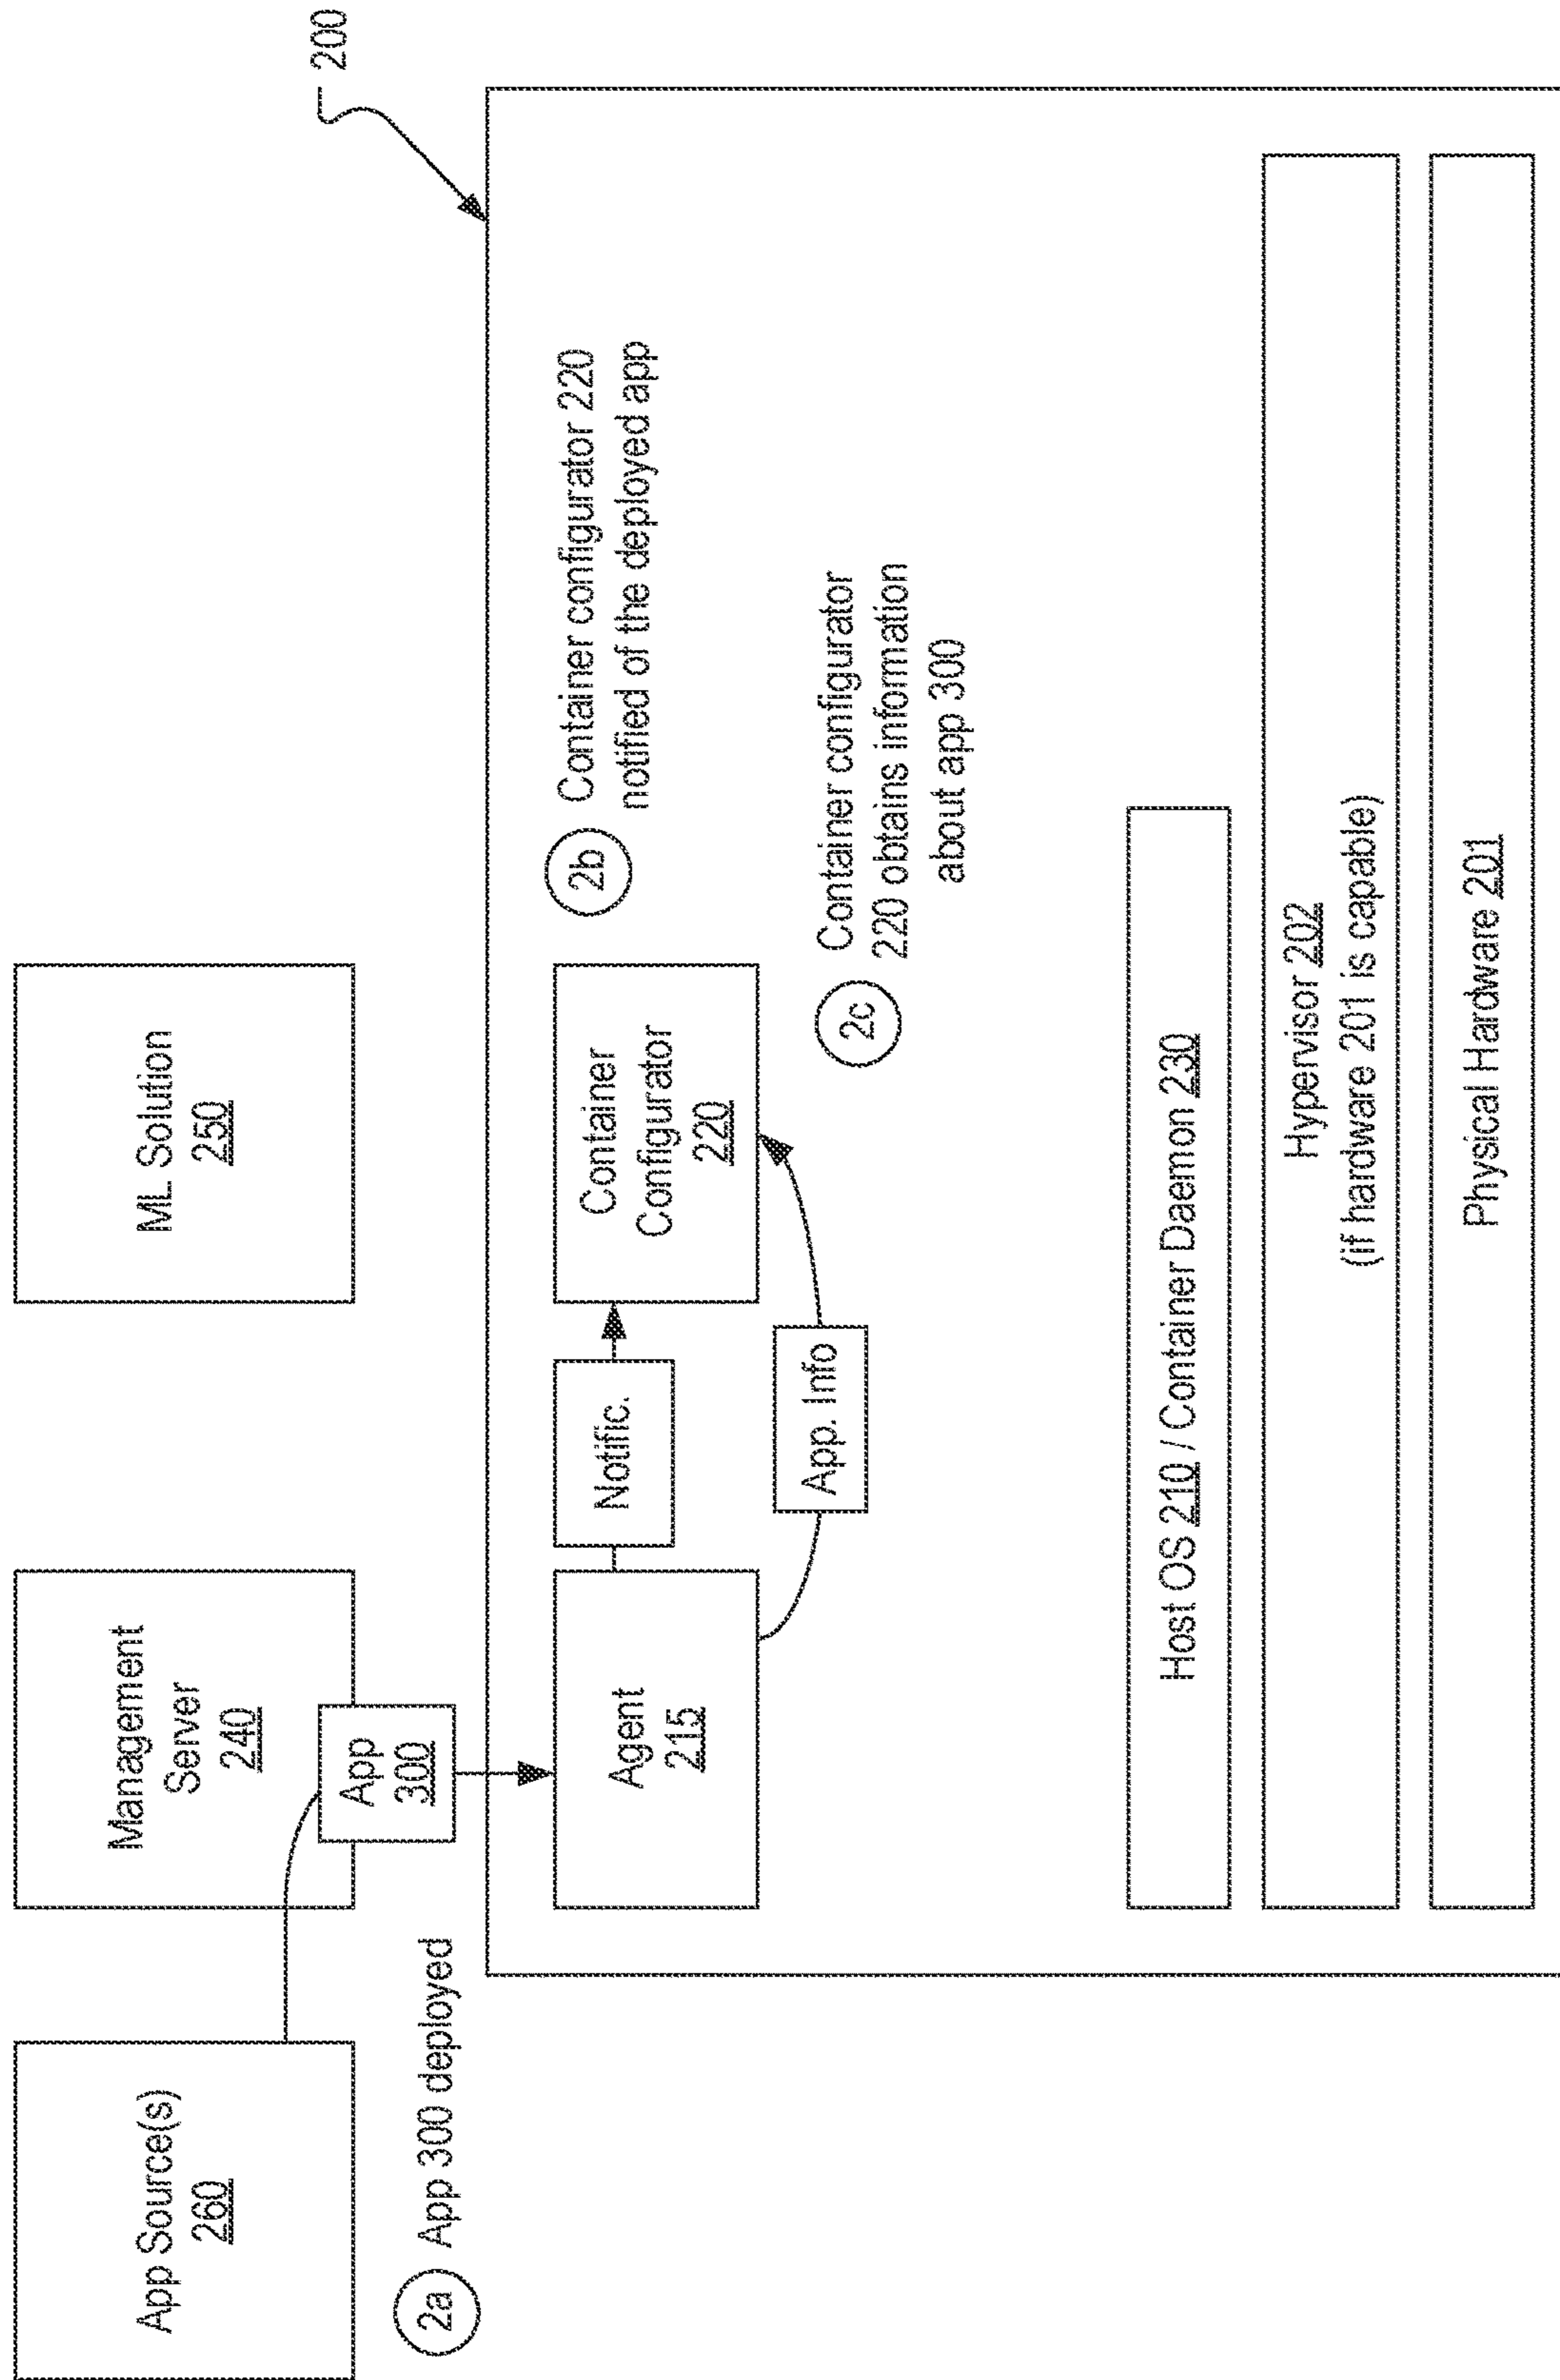 App Source(s)
260
Management
Server
240
ML Solution
250
200
App
300
2a
App 300 deployed
Agent
215
Notific.
Container
Configurator
220
2b
Container configurator 220
notified of the deployed app
App. Info
2c
Container configurator
220 obtains information
about app 300
Host OS 210 / Container Daemon 230
Hypervisor 202
(if hardware 201 is capable)
Physical Hardware 201